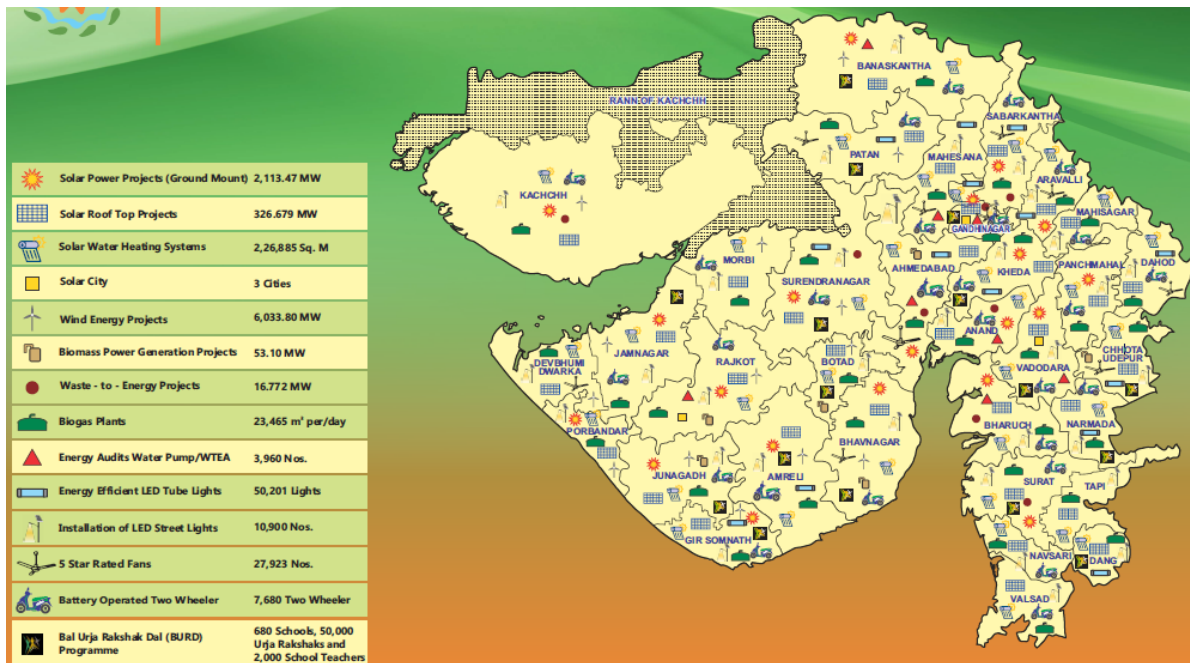 Solar Power Projects (Ground Mount) 2,113.47 MW
Solar Roof Top Projects 326.679 MW
Solar Water Heating Systems 2,26,885 Sq. M
Solar City 3 Cities
Wind Energy Projects 6,033.80 MW
Biomass Power Generation Projects 53.10 MW
Waste - to - Energy Projects 16.772 MW
Biogas Plants 23,465 m³ per/day
Energy Audits Water Pump/WTEA 3,960 Nos.
Energy Efficient LED Tube Lights 50,201 Lights
Installation of LED Street Lights 10,900 Nos.
5 Star Rated Fans 27,923 Nos.
Battery Operated Two Wheeler 7,680 Two Wheeler
Bal Urja Rakshak Dal (BURD)
Programme
680 Schools, 50,000
Urja Rakshaks and
2,000 School Teachers
BANASKANTHA
RANN OF KACHCHH
SABARKANTHA
PATAN
MAHESANA
ARAVALLI
KACHCHH
MAHISAGAR
GANDHINAGAR
MORBI
AHMEDABAD
KHEDA
PANCHMAHAL
DAHOD
SURENDRANAGAR
ANAND
JAMNAGAR
DEVBHUMI
DWARKA
RAJKOT
BOTAD
CHHOTA
UDEPUR
VADODARA
PORBANDAR
BHAVNAGAR
BHARUCH
NARMADA
JUNAGADH
AMRELI
SURAT
TAPI
GIR SOMNATH
NAVSARI
DANG
VALSAD